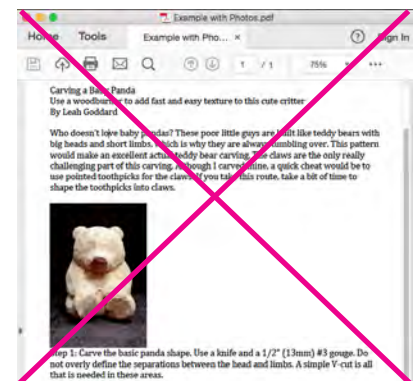 Example with Photos.pdf
Home Tools Example with Pho... × ? Sign In
1 / 1 75% •••
Carving a Baby Panda
Use a woodburner to add fast and easy texture to this cute critter
By Leah Goddard
Who doesn't love baby pandas? These poor little guys are built like teddy bears with
big heads and short limbs, which is why they are always tumbling over. This pattern
would make an excellent actual teddy bear carving. The claws are the only really
challenging part of this carving. Although I carved mine, a quick cheat would be to
use pointed toothpicks for the claws. If you take this route, take a bit of time to
shape the toothpicks into claws.
Step 1: Carve the basic panda shape. Use a knife and a 1/2" (13mm) #3 gouge. Do
not overly define the separations between the head and limbs. A simple V-cut is all
that is needed in these areas.